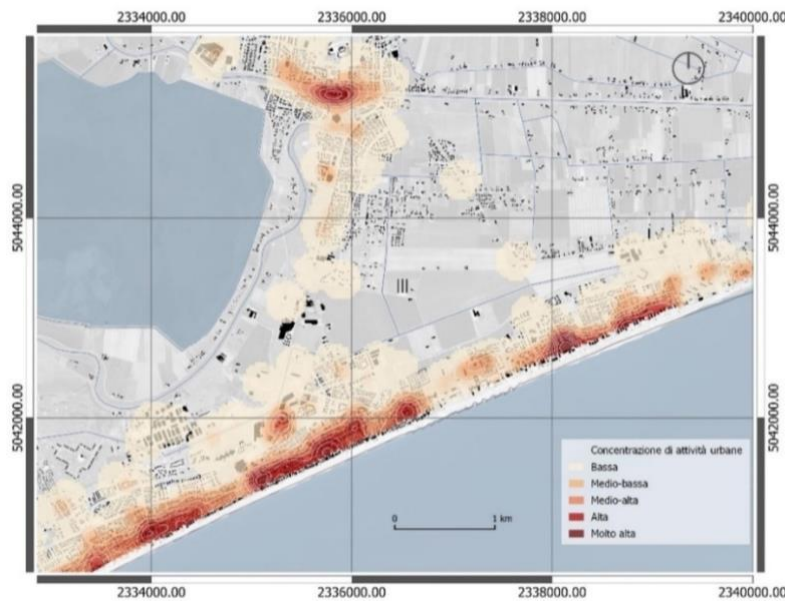 2334000.00 2336000.00 2338000.00 2340000.00
5044000.00 5044000.00
5042000.00 5042000.00
Concentrazione di attività urbane
Bassa
Medio-bassa
Medio-alta
Alta
Molto alta
0 1 km
2334000.00 2336000.00 2338000.00 2340000.00